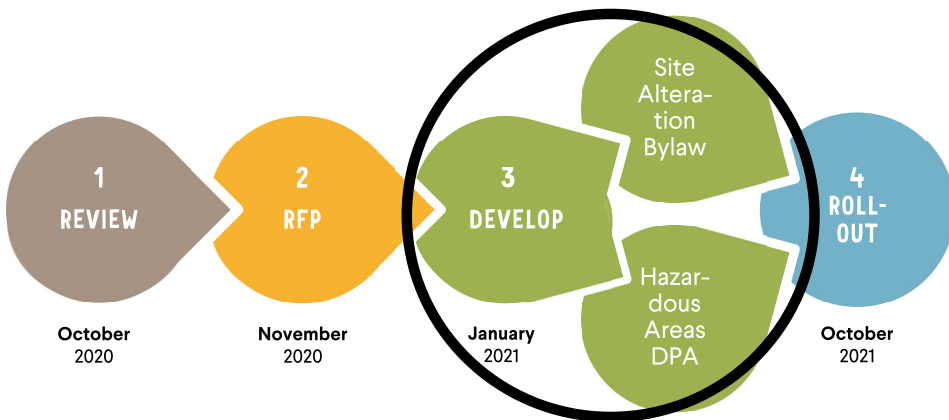 1
REVIEW
October
2020
2
RFP
November
2020
3
DEVELOP
January
2021
Site
Altera-
tion
Bylaw
Hazar-
dous
Areas
DPA
4
ROLL-
OUT
October
2021